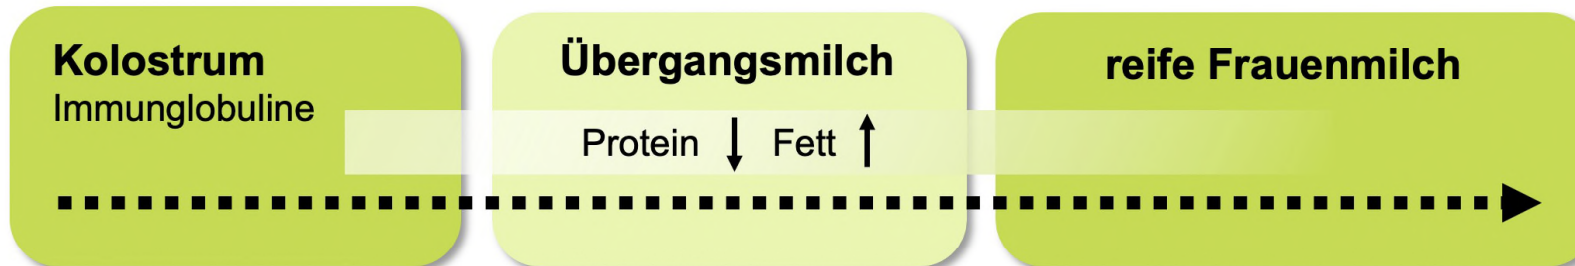 Kolostrum
Immunglobuline
Übergangsmilch
Protein ↓ Fett ↑
reife Frauenmilch